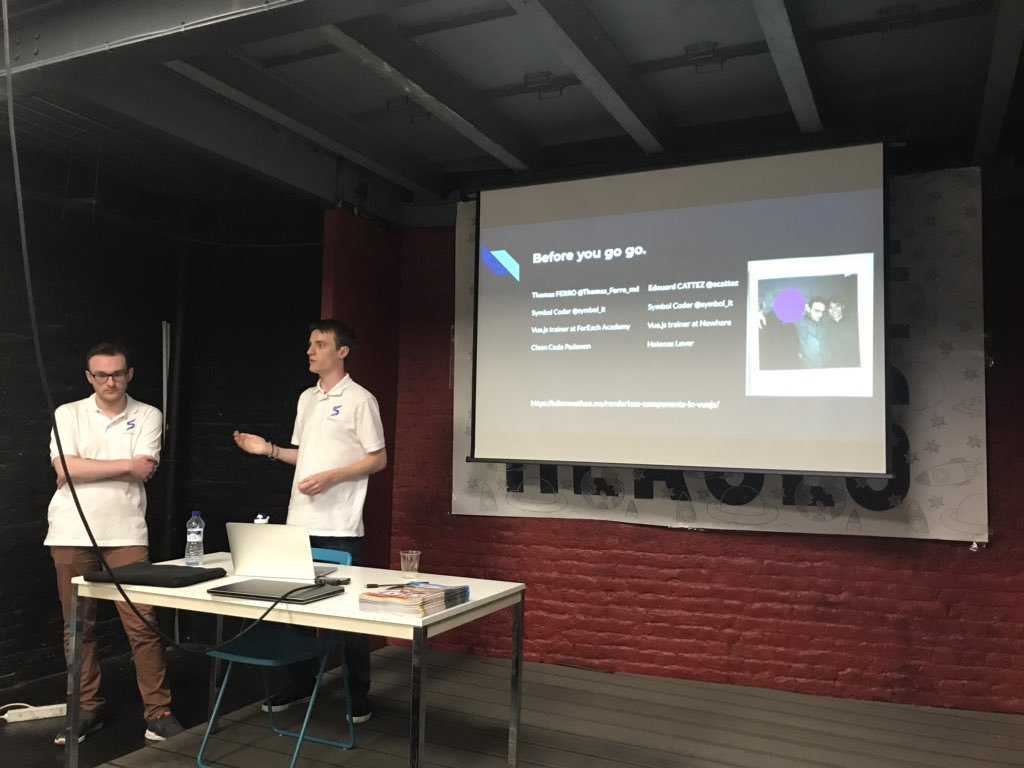 Before you go go.
Thomas FERRO @Thomas_Ferro_md
Symbol Coder @symbol_it
Vue.js trainer at ForEach Academy
Clean Code Padawan
Edouard CATTEZ @ecattez
Symbol Coder @symbol_it
Vue.js trainer at Nowhere
Hateoas Lover
S